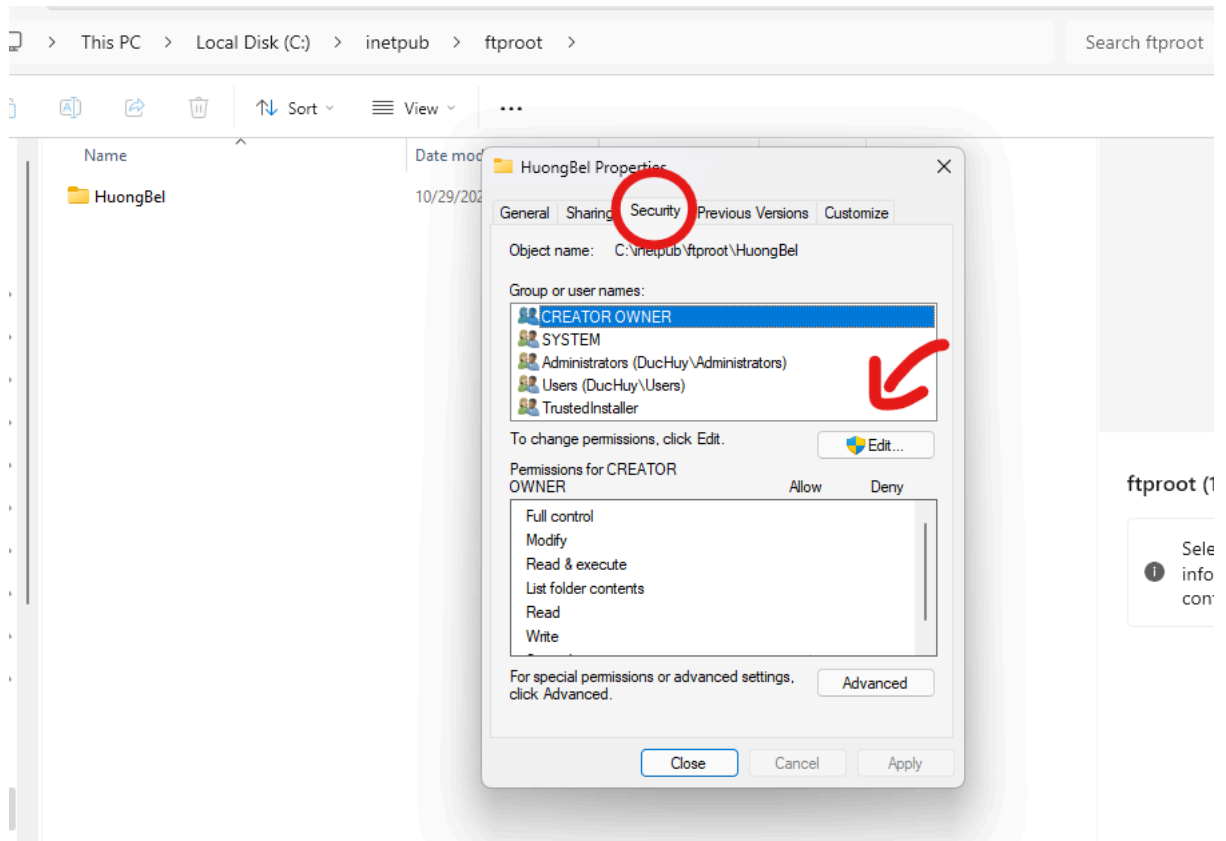 This PC > Local Disk (C:) > inetpub > ftproot >
Search ftproot
Sort
View
Name
Date mod
HuongBel
10/29/202
HuongBel Properties
General Sharing Security Previous Versions Customize
Object name: C:\inetpub\ftproot\HuongBel
Group or user names:
CREATOR OWNER
SYSTEM
Administrators (DucHuy\Administrators)
Users (DucHuy\Users)
TrustedInstaller
To change permissions, click Edit.
Edit...
Permissions for CREATOR
OWNER
Allow Deny
Full control
Modify
Read & execute
List folder contents
Read
Write
For special permissions or advanced settings,
click Advanced.
Advanced
Close Cancel Apply
ftproot (1
Sele
info
con